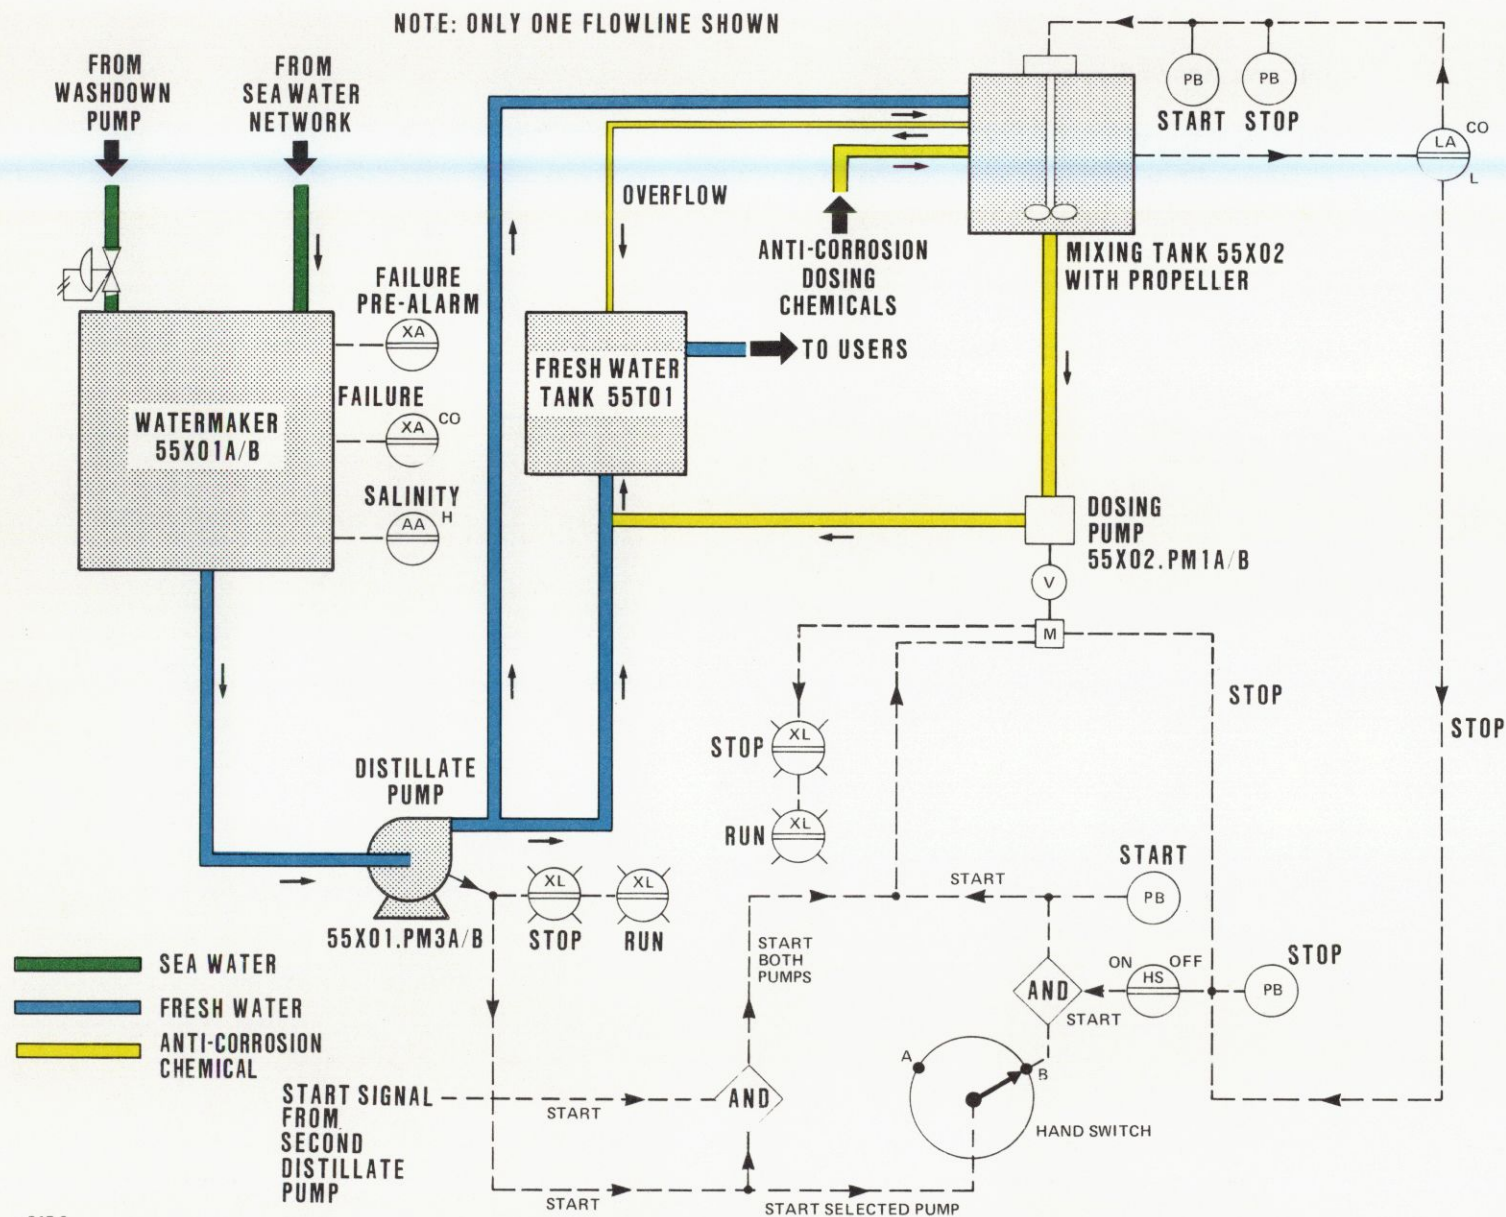 NOTE: ONLY ONE FLOWLINE SHOWN
FROM
WASHDOWN
PUMP
FROM
SEA WATER
NETWORK
PB
START
PB
STOP
LA
CO
L
OVERFLOW
ANTI-CORROSION
DOSING
CHEMICALS
MIXING TANK 55X02
WITH PROPELLER
FAILURE
PRE-ALARM
XA
FAILURE
XA
CO
SALINITY
AA
H
WATERMAKER
55X01A/B
FRESH WATER
TANK 55T01
TO USERS
DOSING
PUMP
55X02.PM1A/B
V
M
STOP
STOP
STOP
XL
RUN
XL
DISTILLATE
PUMP
55X01.PM3A/B
XL
STOP
XL
RUN
START
START
PB
START
BOTH
PUMPS
ON
OFF
HS
STOP
PB
AND
START
SEA WATER
FRESH WATER
ANTI-CORROSION
CHEMICAL
START SIGNAL
FROM
SECOND
DISTILLATE
PUMP
START
AND
A
B
HAND SWITCH
START
START SELECTED PUMP